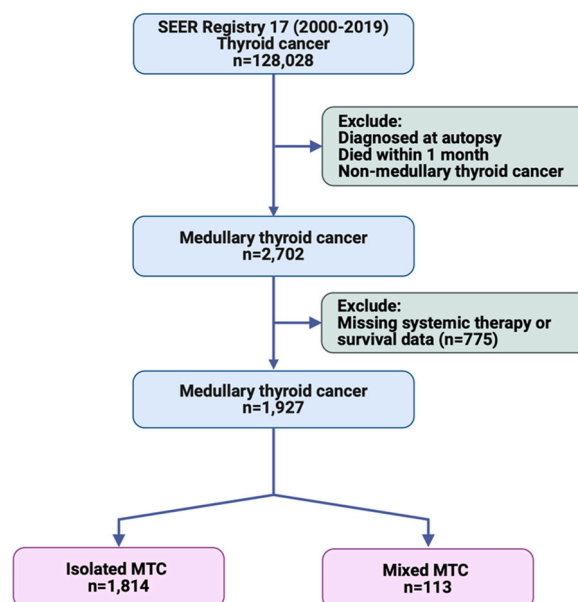 SEER Registry 17 (2000-2019)
Thyroid cancer
n=128,028
Exclude:
Diagnosed at autopsy
Died within 1 month
Non-medullary thyroid cancer
Medullary thyroid cancer
n=2,702
Exclude:
Missing systemic therapy or
survival data (n=775)
Medullary thyroid cancer
n=1,927
Isolated MTC
n=1,814
Mixed MTC
n=113